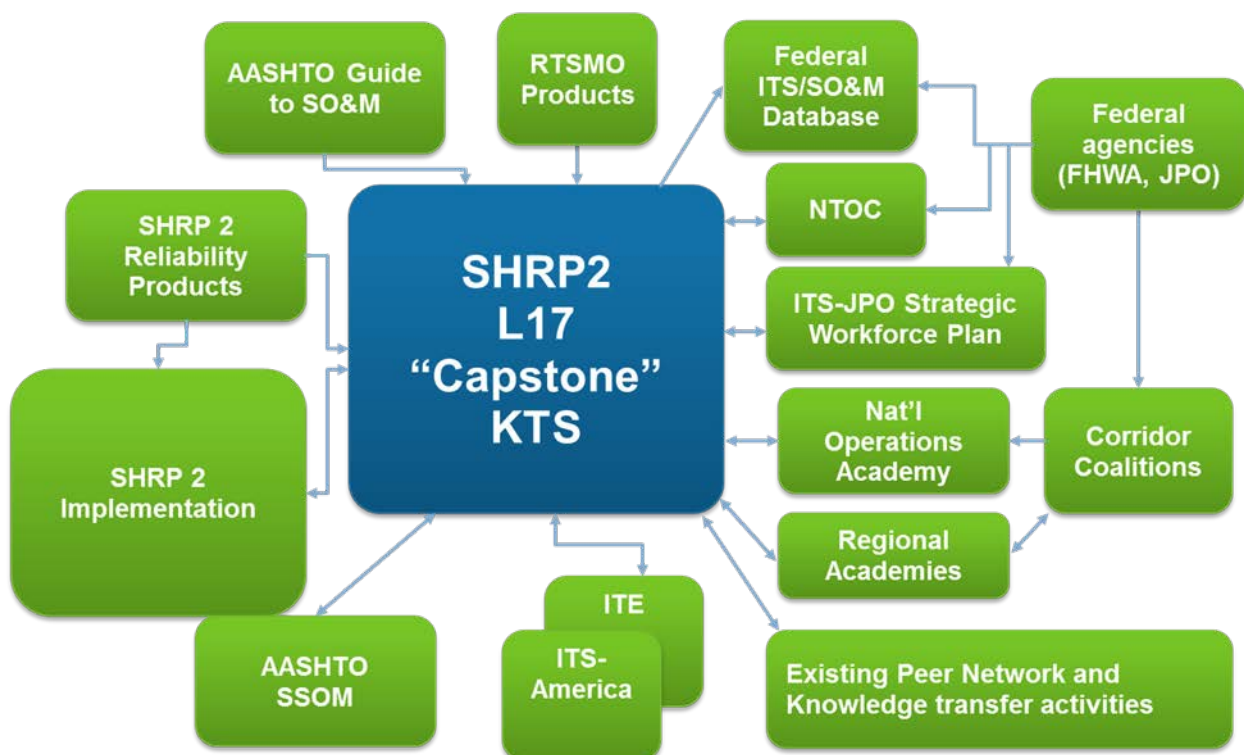 AASHTO Guide
to SO&M
RTSMO
Products
Federal
ITS/SO&M
Database
Federal
agencies
(FHWA, JPO)
SHRP 2
Reliability
Products
NTOC
SHRP2
L17
“Capstone”
KTS
ITS-JPO Strategic
Workforce Plan
Nat’l
Operations
Academy
Corridor
Coalitions
SHRP 2
Implementation
Regional
Academies
ITE
ITS-
America
AASHTO
SSOM
Existing Peer Network and
Knowledge transfer activities